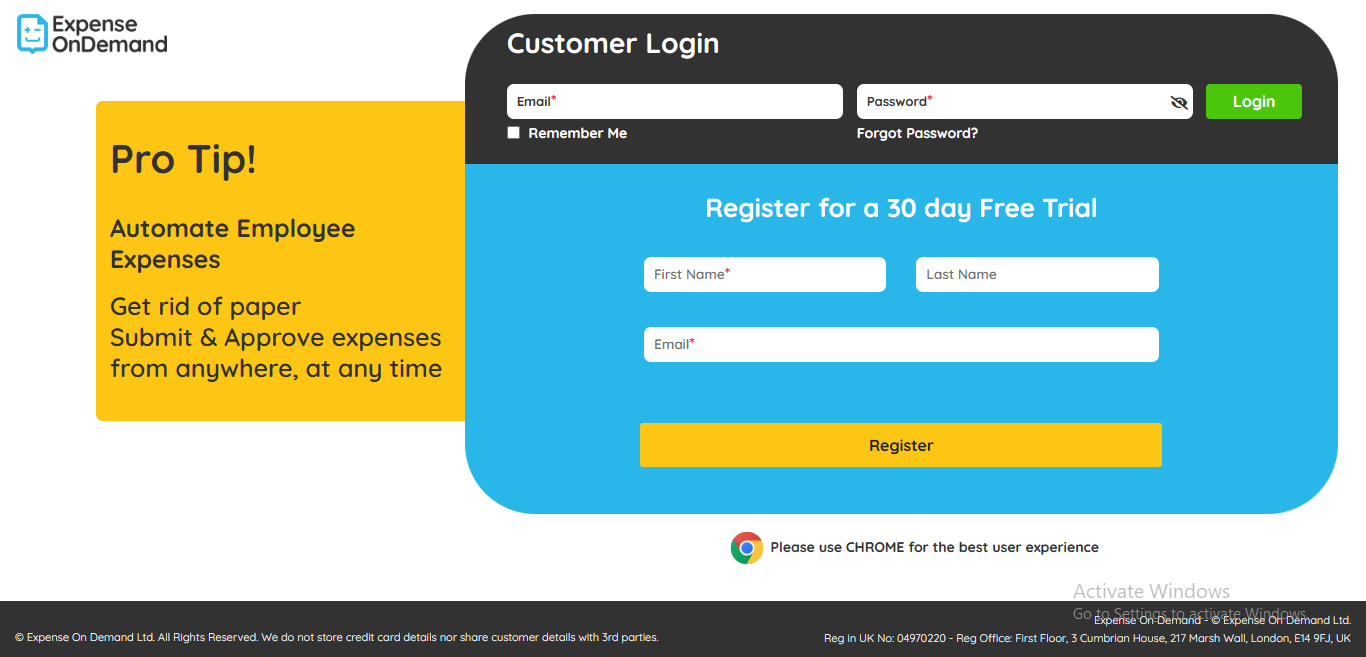 Expense
OnDemand
Customer Login
Email*
Password*
Login
Remember Me
Forgot Password?
Pro Tip!
Automate Employee
Expenses
Get rid of paper
Submit & Approve expenses
from anywhere, at any time
Register for a 30 day Free Trial
First Name*
Last Name
Email*
Register
Please use CHROME for the best user experience
Activate Windows
Go to Settings to activate Windows.
Expense On Demand - © Expense On Demand Ltd.
© Expense On Demand Ltd. All Rights Reserved. We do not store credit card details nor share customer details with 3rd parties.
Reg in UK No: 04970220 - Reg Office: First Floor, 3 Cumbrian House, 217 Marsh Wall, London, E14 9FJ, UK